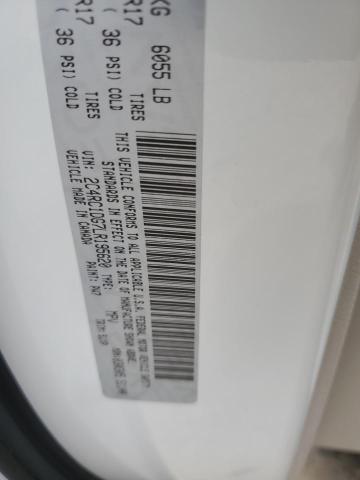 KG 6055 LB
R17 TIRES
( 36 PSI) COLD
R17 TIRES
( 36 PSI) COLD
THIS VEHICLE CONFORMS TO ALL APPLICABLE U.S.A. FEDERAL MOTOR VEHICLE SAFETY
STANDARDS IN EFFECT ON THE DATE OF MANUFACTURE SHOWN ABOVE.
VIN: 2C4RC1DG7LR195620 TYPE: MPV
VEHICLE MADE IN CANADA PAINT: PW7 TRIM: